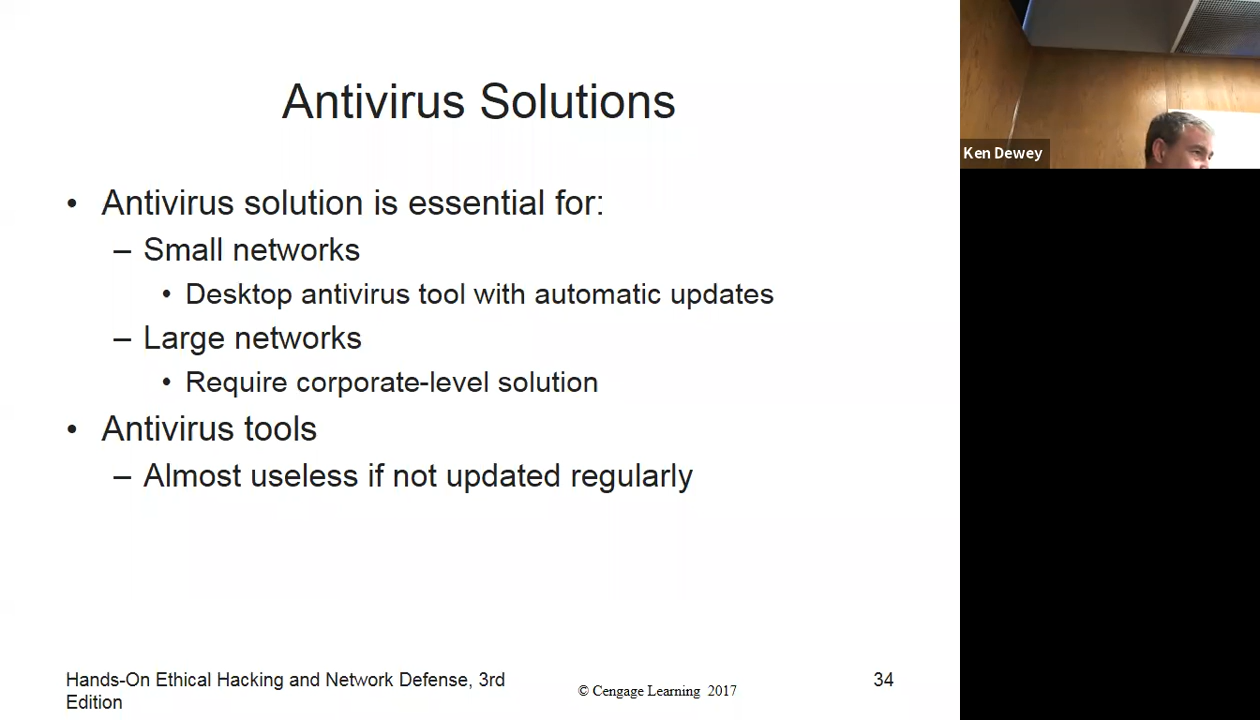 Antivirus Solutions
• Antivirus solution is essential for:
– Small networks
• Desktop antivirus tool with automatic updates
– Large networks
• Require corporate-level solution
• Antivirus tools
– Almost useless if not updated regularly
Hands-On Ethical Hacking and Network Defense, 3rd
Edition
© Cengage Learning 2017
34
Ken Dewey